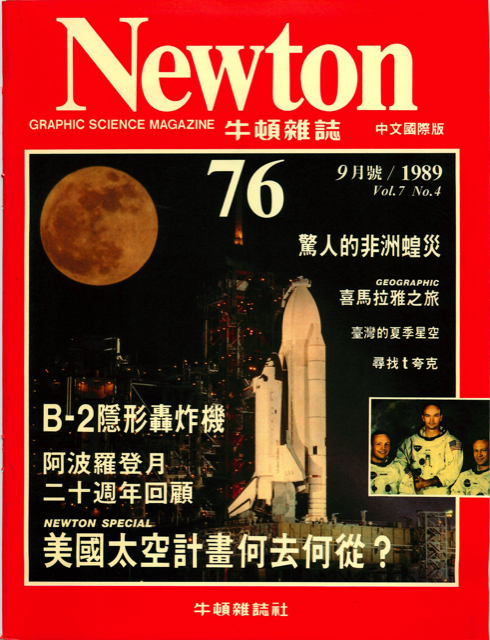 Newton
GRAPHIC SCIENCE MAGAZINE 牛頓雜誌 中文國際版
76
9月號 / 1989
Vol.7 No.4
驚人的非洲蝗災
GEOGRAPHIC
喜馬拉雅之旅
臺灣的夏季星空
尋找t夸克
B-2隱形轟炸機
阿波羅登月
二十週年回顧
NEWTON SPECIAL
美國太空計畫何去何從？
牛頓雜誌社